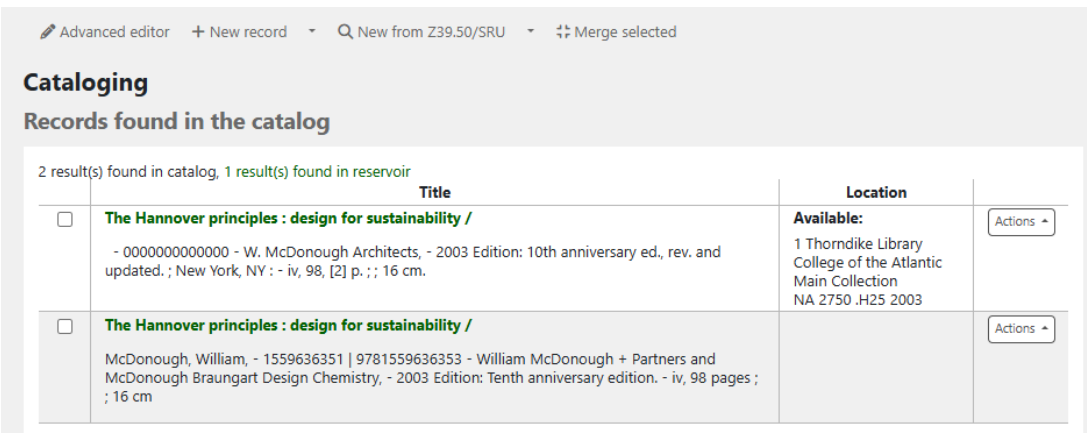 Advanced editor + New record New from Z39.50/SRU Merge selected
Cataloging
Records found in the catalog
2 result(s) found in catalog, 1 result(s) found in reservoir
Title Location
The Hannover principles : design for sustainability / Available: Actions
- 0000000000000 - W. McDonough Architects, - 2003 Edition: 10th anniversary ed., rev. and
updated. ; New York, NY : - iv, 98, [2] p. ; ; 16 cm.
1 Thorndike Library
College of the Atlantic
Main Collection
NA 2750 .H25 2003
The Hannover principles : design for sustainability / Actions
McDonough, William, - 1559636351 | 9781559636353 - William McDonough + Partners and
McDonough Braungart Design Chemistry, - 2003 Edition: Tenth anniversary edition. - iv, 98 pages ;
; 16 cm